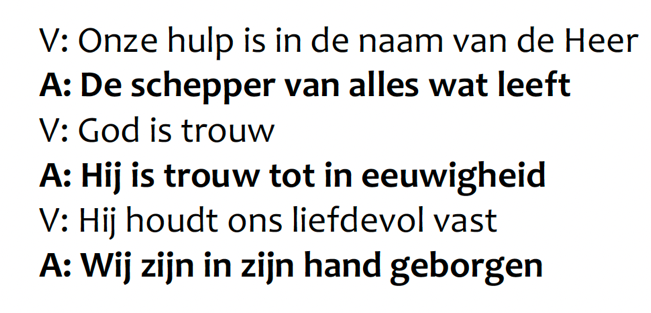 V: Onze hulp is in de naam van de Heer
A: De schepper van alles wat leeft
V: God is trouw
A: Hij is trouw tot in eeuwigheid
V: Hij houdt ons liefdevol vast
A: Wij zijn in zijn hand geborgen